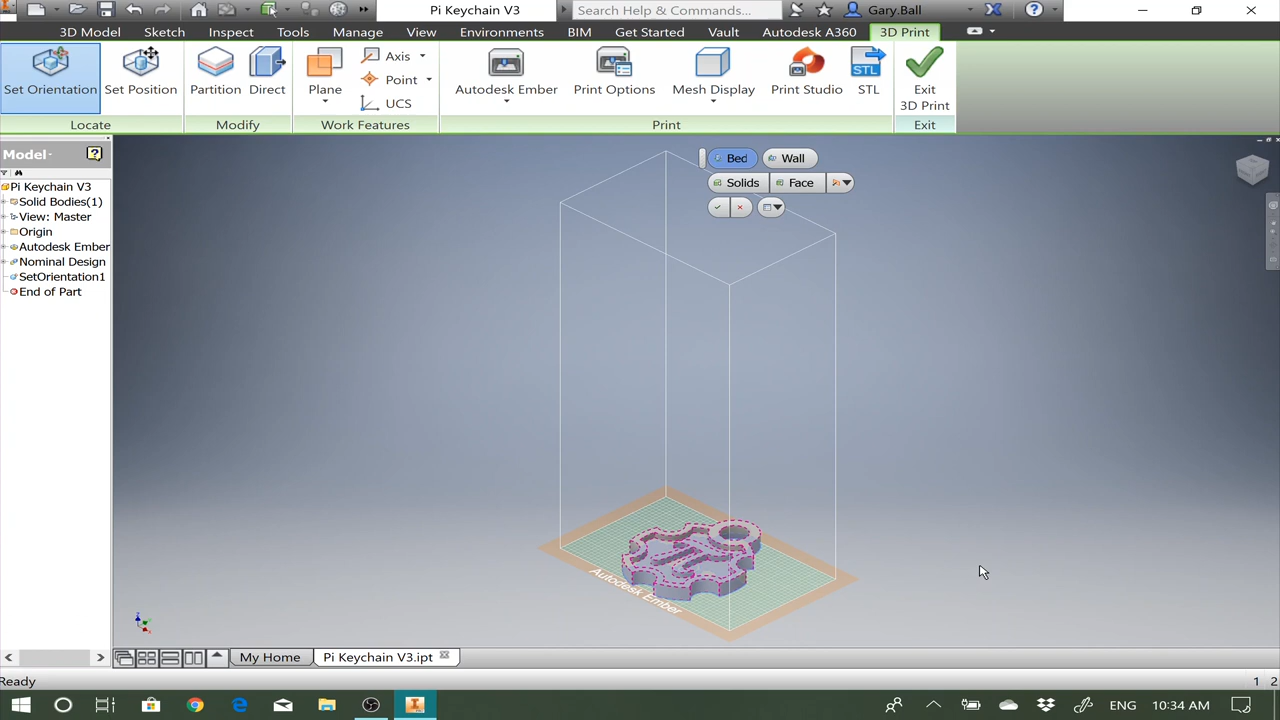 Pi Keychain V3
Search Help & Commands...
Gary.Ball
3D Model
Sketch
Inspect
Tools
Manage
View
Environments
BIM
Get Started
Vault
Autodesk A360
3D Print
Set Orientation
Set Position
Partition
Direct
Plane
Axis
Point
UCS
Autodesk Ember
Print Options
Mesh Display
Print Studio
STL
STL
Exit
3D Print
Locate
Modify
Work Features
Print
Exit
Model
Bed
Wall
Solids
Face
Pi Keychain V3
Solid Bodies(1)
View: Master
Origin
Autodesk Ember
Nominal Design
SetOrientation1
End of Part
Autodesk Ember
My Home
Pi Keychain V3.ipt
Ready
1 2
ENG
10:34 AM